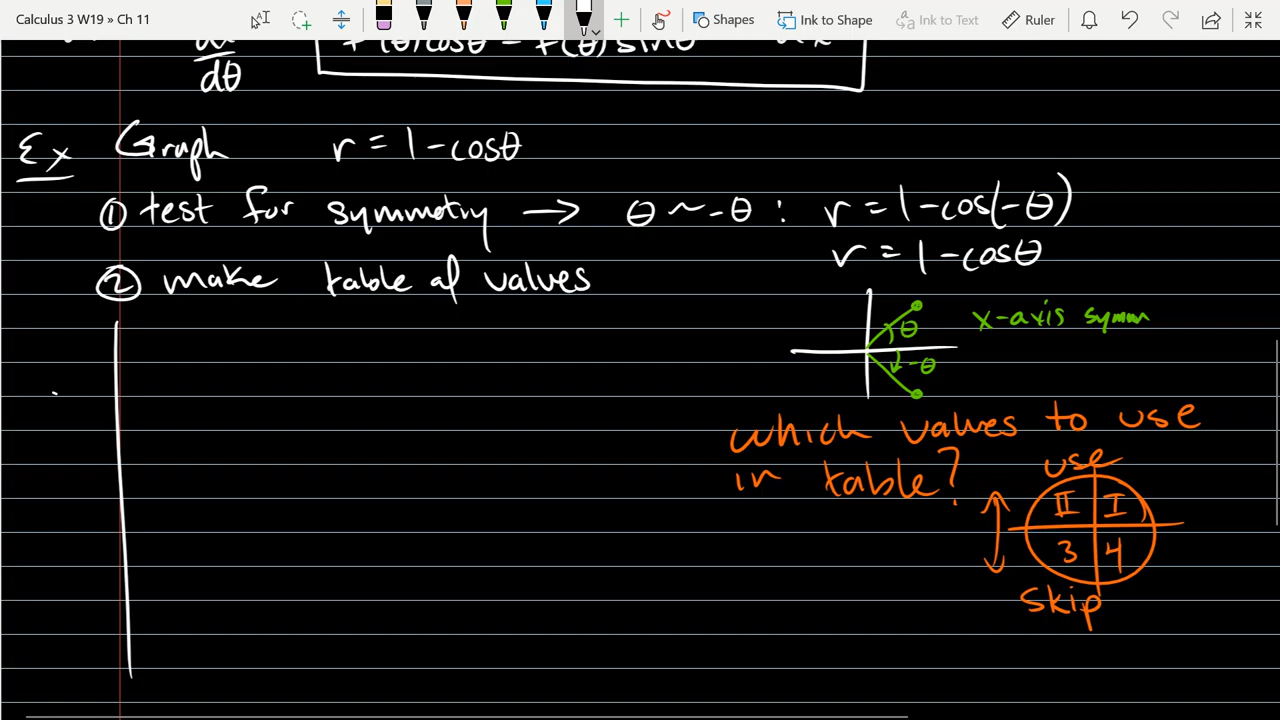 Calculus 3 W19 » Ch 11
Shapes
Ink to Shape
Ink to Text
Ruler
dθ
Ex Graph r = 1-cosθ
① test for symmetry → θ ~ -θ : r = 1-cos(-θ)
r = 1-cosθ
② make table of values
θ
-θ
x-axis symm
which values to use
in table?
use
II I
3 4
Skip